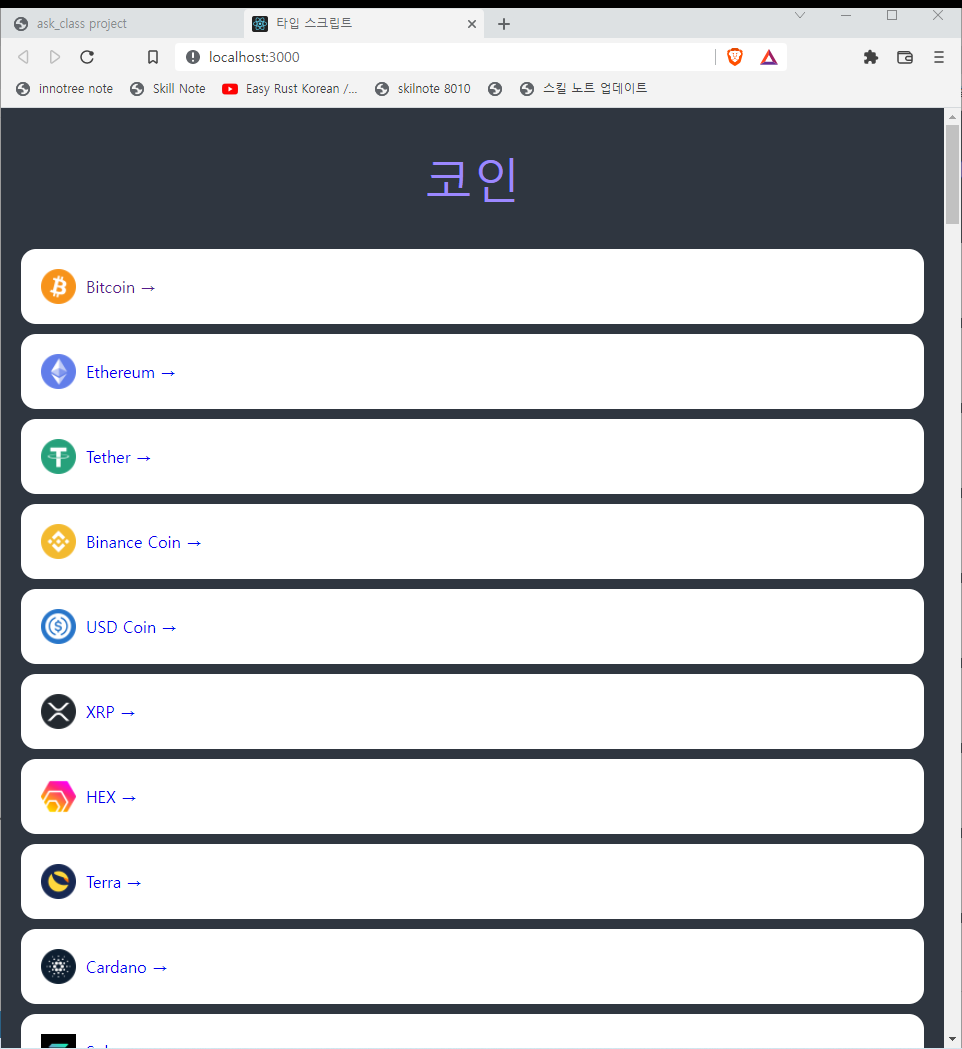 ask_class project
타입 스크립트
localhost:3000
innotree note
Skill Note
Easy Rust Korean /...
skilnote 8010
스킬 노트 업데이트
코인
Bitcoin →
Ethereum →
Tether →
Binance Coin →
USD Coin →
XRP →
HEX →
Terra →
Cardano →